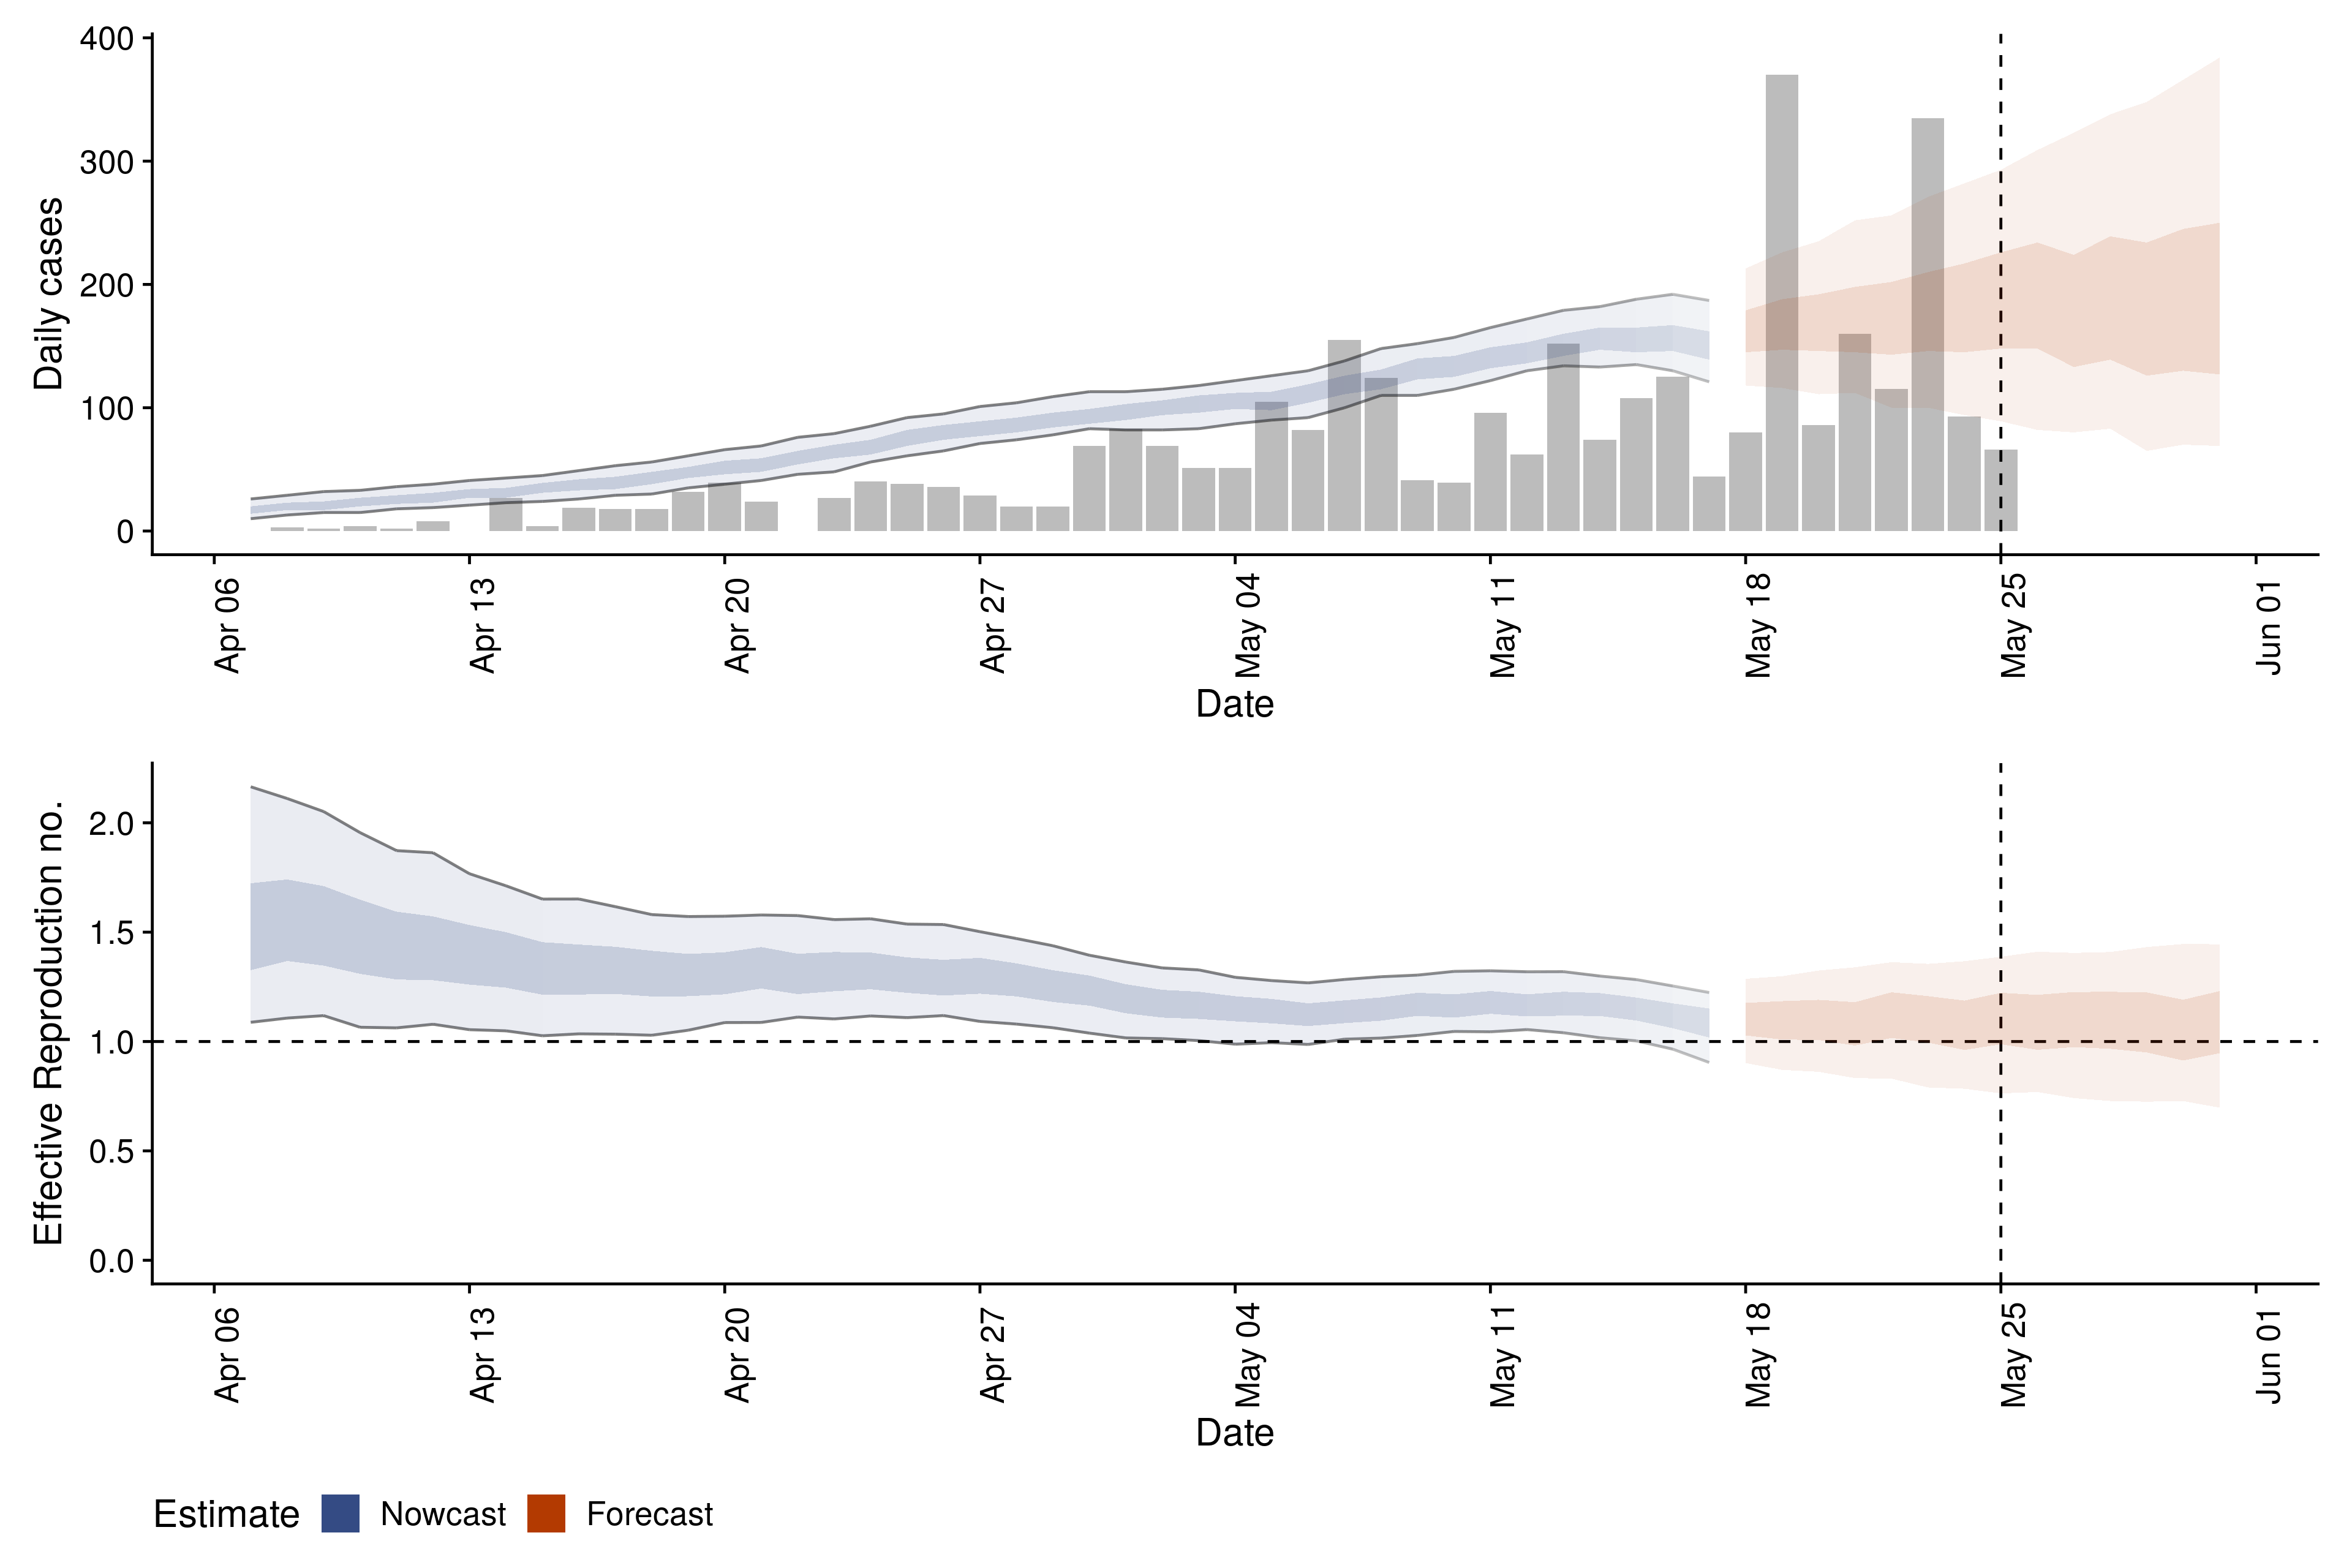 400
300
200
100
0
Daily cases
Apr 06
Apr 13
Apr 20
Apr 27
May 04
May 11
May 18
May 25
Jun 01
Date
2.0
1.5
1.0
0.5
0.0
Effective Reproduction no.
Apr 06
Apr 13
Apr 20
Apr 27
May 04
May 11
May 18
May 25
Jun 01
Date
Estimate Nowcast Forecast